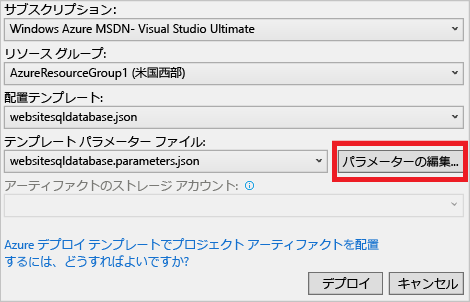 サブスクリプション:
Windows Azure MSDN- Visual Studio Ultimate
リソース グループ:
AzureResourceGroup1 (米国西部)
配置テンプレート:
websitesqldatabase.json
テンプレート パラメーター ファイル:
websitesqldatabase.parameters.json
パラメーターの編集...
アーティファクトのストレージ アカウント:
Azure デプロイ テンプレートでプロジェクト アーティファクトを配置
するには、どうすればよいですか?
デプロイ
キャンセル